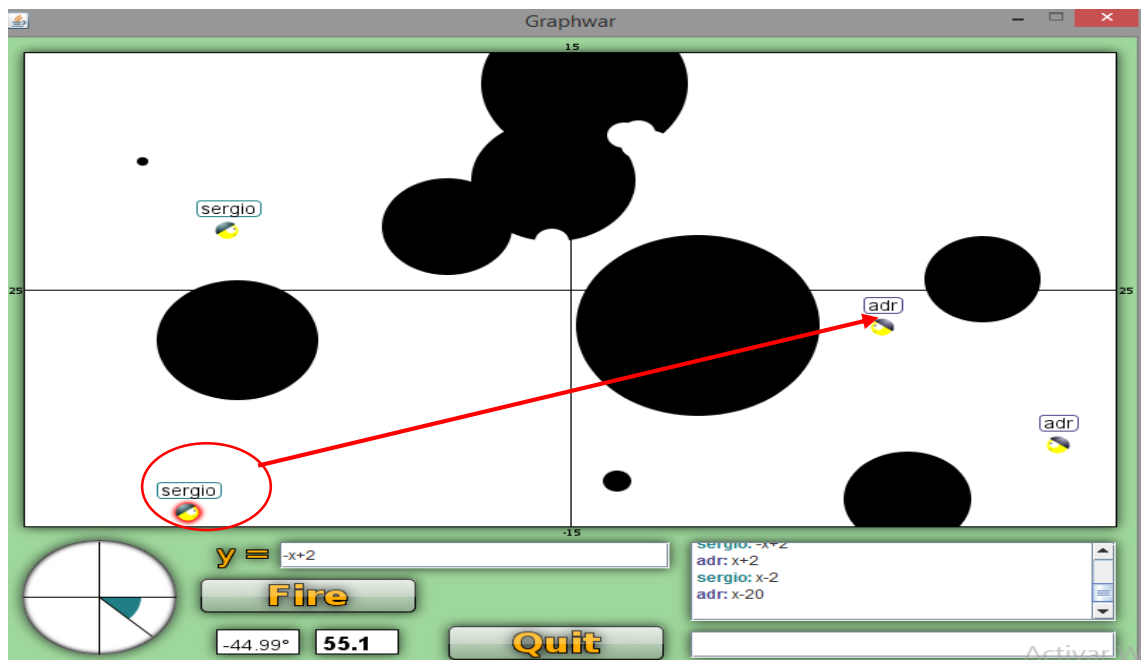 Graphwar
15
sergio
25
25
adr
adr
sergio
-15
y = -x+2
sergio: -x+2
adr: x+2
sergio: x-2
adr: x-20
Fire
-44.99° 55.1
Quit
Activar W